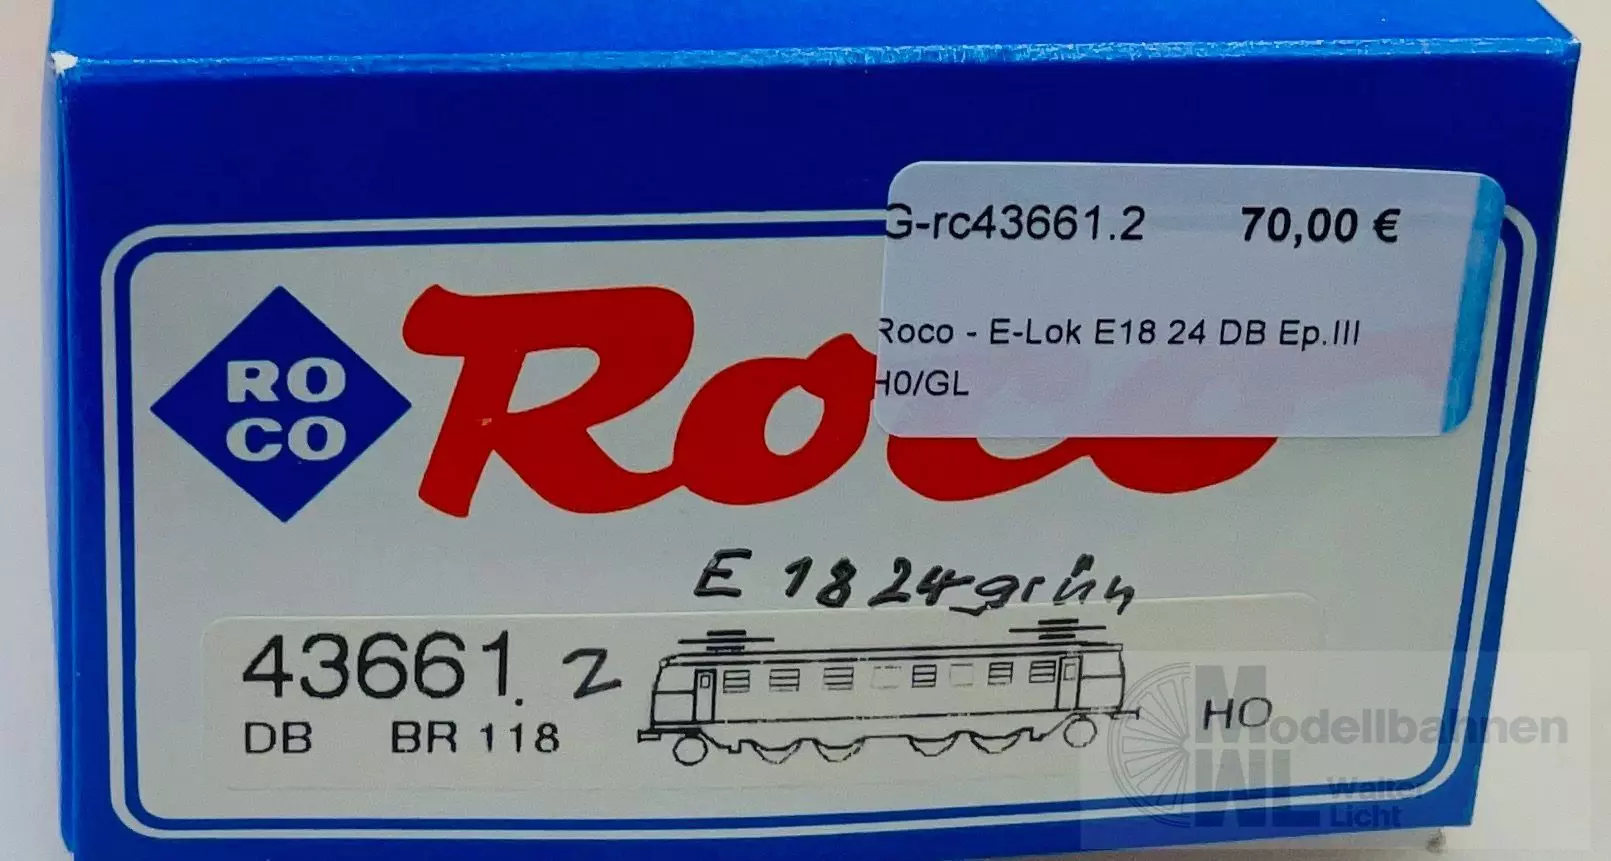 G-rc43661.2 70,00 €
Roco - E-Lok E18 24 DB Ep.III
H0/GL
RO
CO
Roco
E 18 24 grün
43661.2
DB BR 118
HO
Modellbahnen
WL Walter
Licht